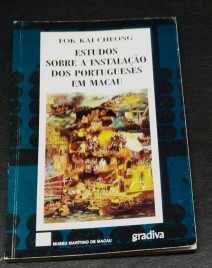 FOK KAI CHEONG
ESTUDOS
SOBRE A INSTALAÇÃO
DOS PORTUGUESES
EM MACAU
MUSEU MARÍTIMO DE MACAU
gradiva